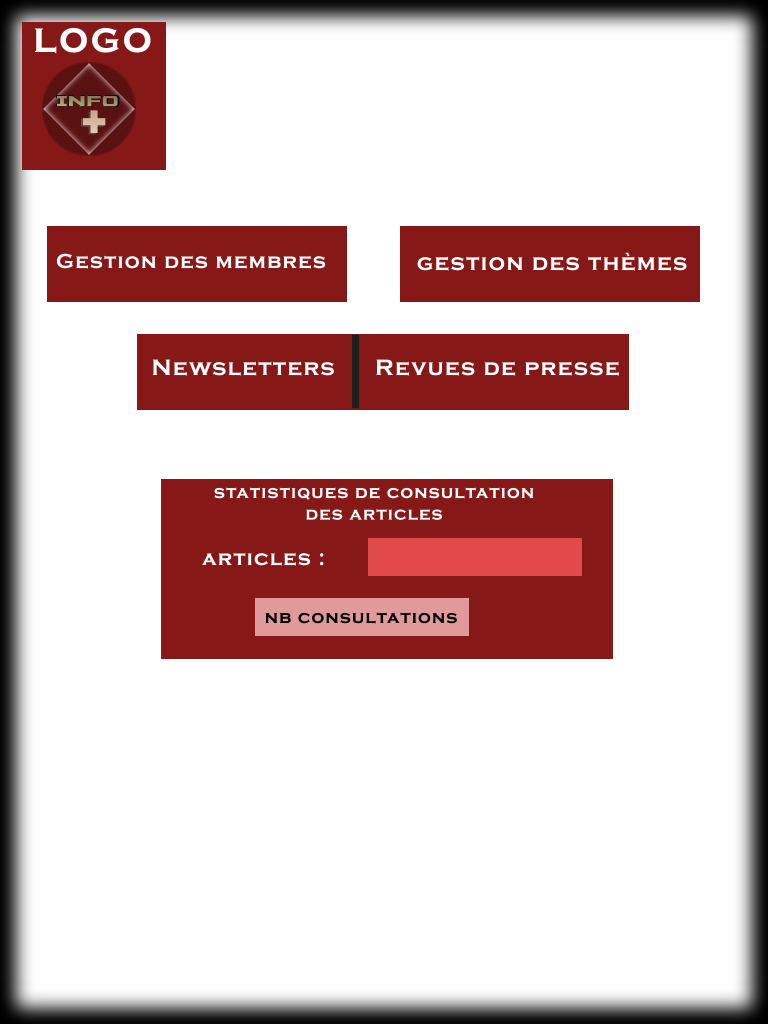 LOGO
INFO
Gestion des membres
gestion des thèmes
Newsletters
Revues de presse
statistiques de consultation
des articles
articles :
nb consultations